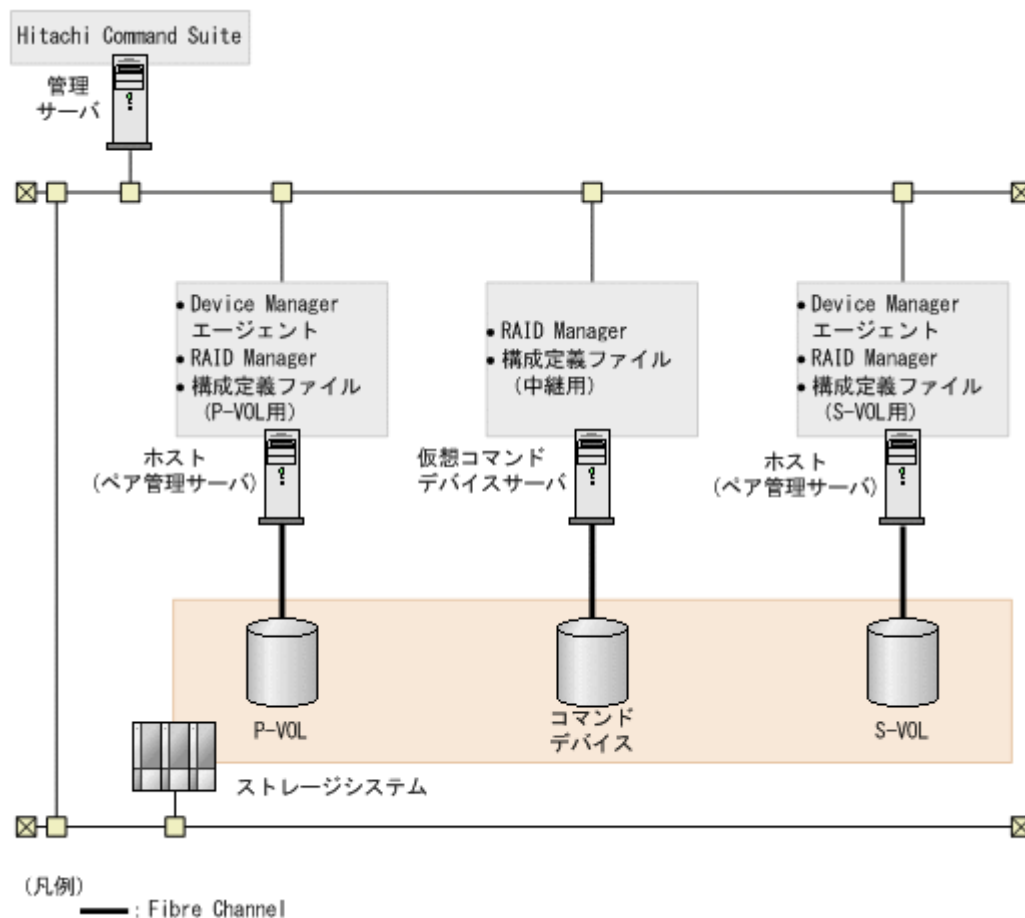 Hitachi Command Suite
管理
サーバ
• Device Manager
エージェント
• RAID Manager
• 構成定義ファイル
(P-VOL用)
• RAID Manager
• 構成定義ファイル
(中継用)
• Device Manager
エージェント
• RAID Manager
• 構成定義ファイル
(S-VOL用)
ホスト
(ペア管理サーバ)
仮想コマンド
デバイスサーバ
ホスト
(ペア管理サーバ)
P-VOL
コマンド
デバイス
S-VOL
ストレージシステム
(凡例)
: Fibre Channel